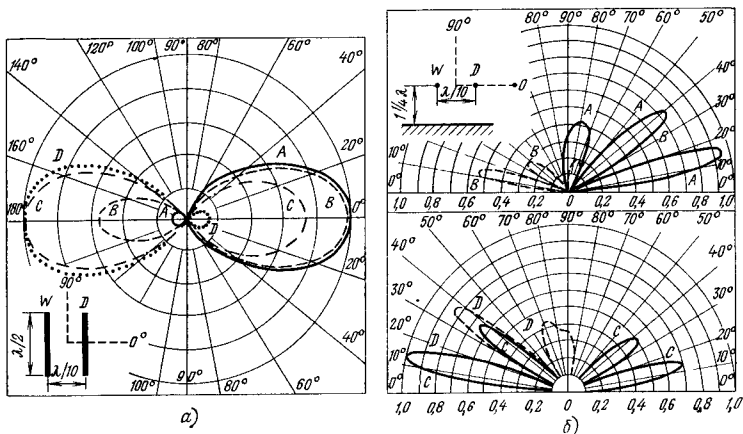 120° 100° 90° 80° 60°
140° 40°
160° 20°
D A
C B A D C B
180° 0°
90°
W D
0°
λ/2
λ/10
20°
40°
100° 90° 80° 60°
а)
90° 80° 90° 80° 70° 60° 50°
W D 0
λ/10
1 1/4 λ
40°
30°
20°
10° 10°
0° 0°
A A B A
B B
1,0 0,8 0,6 0,4 0,2 0 0,2 0,4 0,6 0,8 1,0
50° 60° 70° 80° 90° 80° 70° 60° 50°
40° 40°
30° 30°
20° 20°
10° 10°
0° 0°
D D C
D C C C
1,0 0,8 0,6 0,4 0,2 0 0,2 0,4 0,6 0,8 1,0
б)